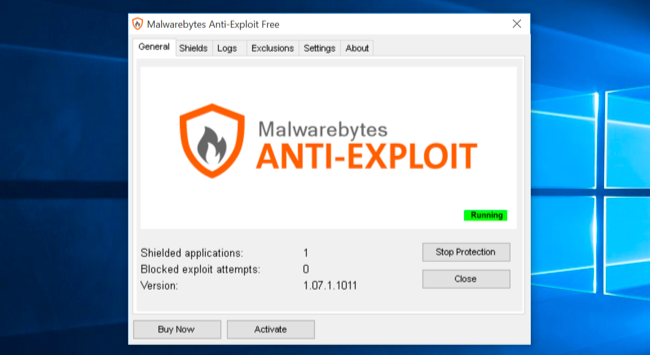 Malwarebytes Anti-Exploit Free
General Shields Logs Exclusions Settings About
Malwarebytes
ANTI-EXPLOIT
Running
Shielded applications: 1
Stop Protection
Blocked exploit attempts: 0
Version: 1.07.1.1011
Close
Buy Now Activate